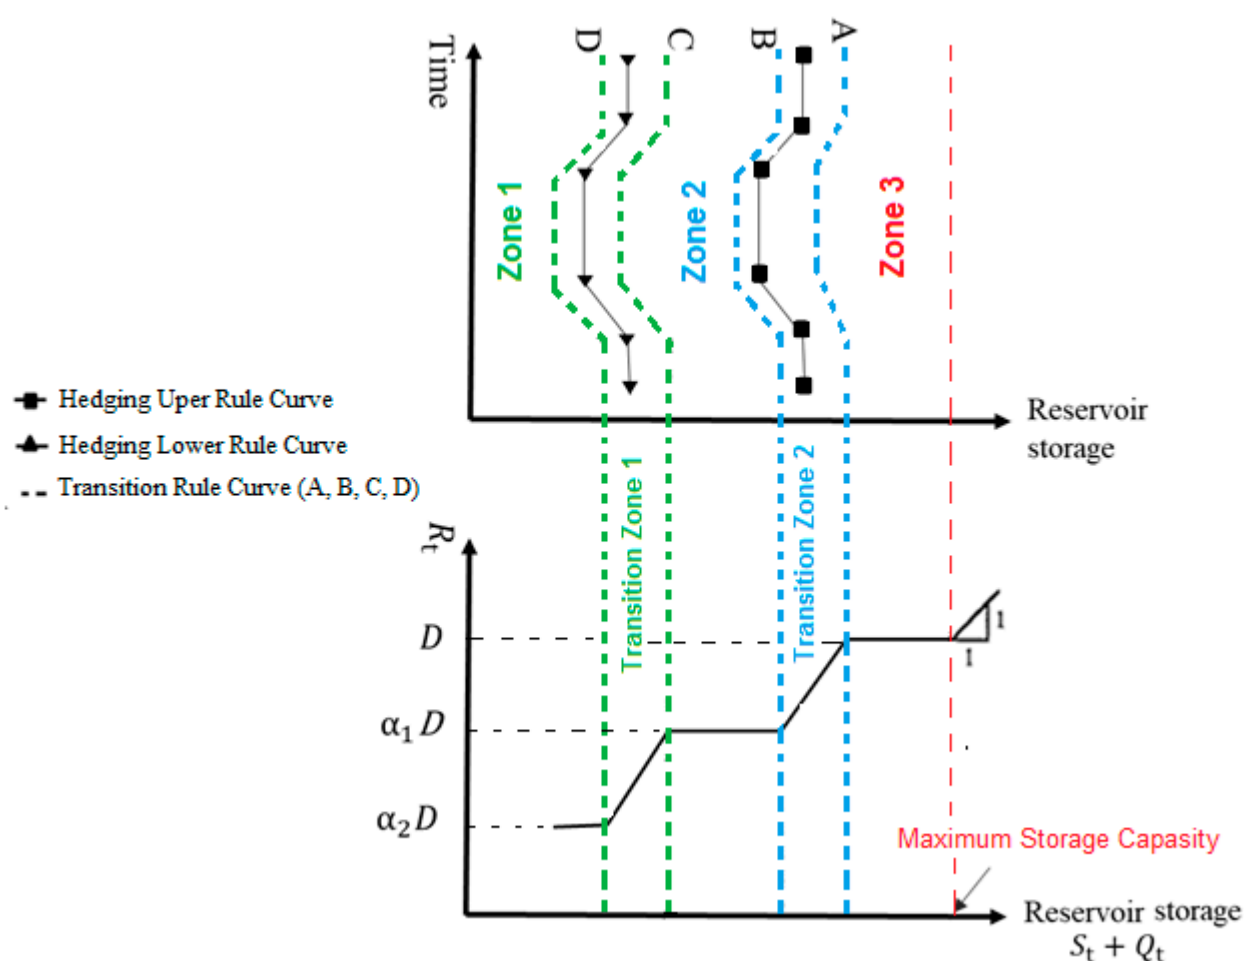 D
C
B
A
Time
Zone 1
Zone 2
Zone 3
Reservoir
storage
Hedging Uper Rule Curve
Hedging Lower Rule Curve
Transition Rule Curve (A, B, C, D)
Transition Zone 1
Transition Zone 2
Rt
D
α1 D
α2D
1
1
Maximum Storage Capasity
Reservoir storage
St + Qt